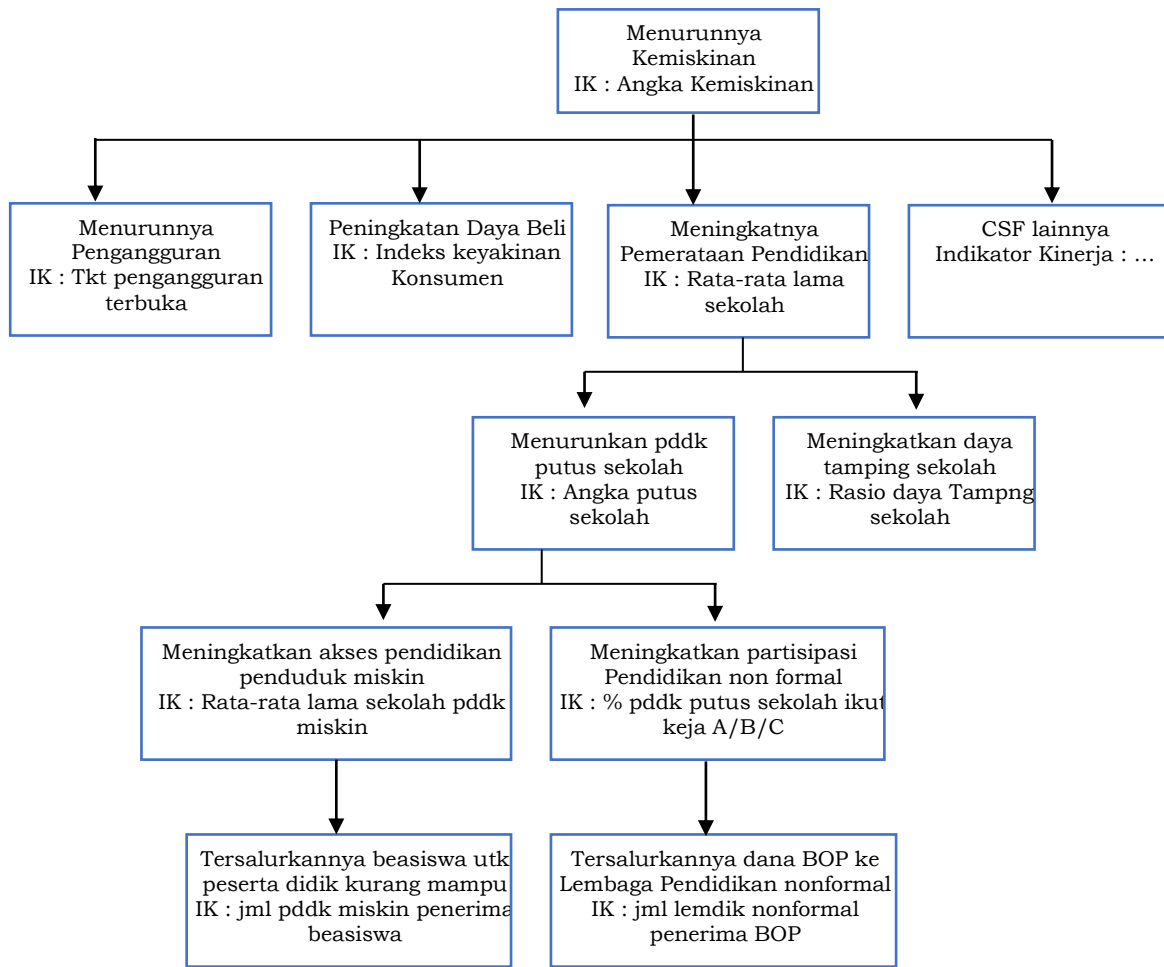 Menurunnya
Kemiskinan
IK : Angka Kemiskinan
Menurunnya
Pengangguran
IK : Tkt pengangguran
terbuka
Peningkatan Daya Beli
IK : Indeks keyakinan
Konsumen
Meningkatnya
Pemerataan Pendidikan
IK : Rata-rata lama
sekolah
CSF lainnya
Indikator Kinerja : …
Menurunkan pddk
putus sekolah
IK : Angka putus
sekolah
Meningkatkan daya
tamping sekolah
IK : Rasio daya Tampng
sekolah
Meningkatkan akses pendidikan
penduduk miskin
IK : Rata-rata lama sekolah pddk
miskin
Meningkatkan partisipasi
Pendidikan non formal
IK : % pddk putus sekolah ikut
keja A/B/C
Tersalurkannya beasiswa utk
peserta didik kurang mampu
IK : jml pddk miskin penerima
beasiswa
Tersalurkannya dana BOP ke
Lembaga Pendidikan nonformal
IK : jml lemdik nonformal
penerima BOP